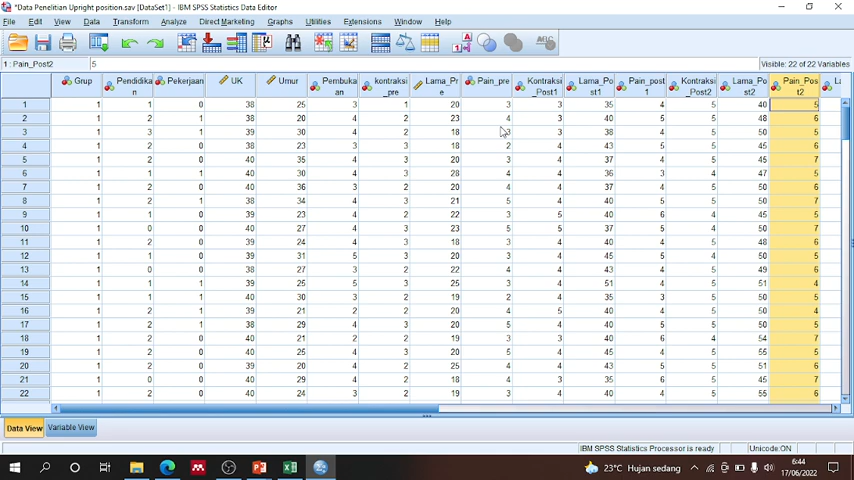 *Data Penelitian Upright position.sav [DataSet1] - IBM SPSS Statistics Data Editor
File Edit View Data Transform Analyze Direct Marketing Graphs Utilities Extensions Window Help
1 : Pain_Post2 5 Visible: 22 of 22 Variables
Grup Pendidikan Pekerjaan UK Umur Pembukaan kontraksi_pre Lama_Pre Pain_pre Kontraksi_Post1 Lama_Post1 Pain_post1 Kontraksi_Post2 Lama_Post2 Pain_Post2
1 1 1 0 38 25 3 1 20 3 3 35 4 5 40 5
2 1 2 1 38 20 4 2 23 4 3 40 5 5 48 6
3 1 3 1 39 30 4 2 18 3 3 38 4 5 50 5
4 1 2 0 38 23 3 3 18 2 4 43 5 5 45 6
5 1 2 0 40 35 4 3 20 3 4 37 4 5 45 7
6 1 1 1 40 30 4 3 28 4 4 36 3 4 47 5
7 1 2 0 40 36 3 2 20 4 4 37 4 5 50 6
8 1 2 1 38 34 4 3 21 5 4 40 5 5 50 7
9 1 1 0 39 23 4 2 22 3 5 40 6 4 45 5
10 1 0 0 40 27 4 3 23 5 5 37 5 4 50 7
11 1 2 0 39 24 4 3 18 3 4 40 4 5 48 6
12 1 1 0 39 31 5 3 20 3 4 45 5 4 50 5
13 1 0 0 38 27 3 2 22 4 4 43 4 5 49 6
14 1 1 1 39 25 5 3 25 3 4 51 4 5 51 4
15 1 1 1 40 30 3 2 19 2 4 35 3 5 50 5
16 1 2 1 39 21 2 2 20 4 5 40 4 5 50 4
17 1 2 1 38 29 4 3 20 5 4 40 4 5 50 5
18 1 2 0 40 21 2 2 19 3 3 40 6 4 54 7
19 1 2 0 40 25 4 3 20 5 4 45 4 5 55 5
20 1 2 0 39 20 4 2 25 4 4 43 5 5 51 6
21 1 0 0 40 29 4 2 18 4 3 35 6 5 45 7
22 1 2 0 40 24 3 2 19 3 4 40 4 5 55 6
Data View Variable View
IBM SPSS Statistics Processor is ready Unicode:ON
23°C Hujan sedang 6:44
17/06/2022